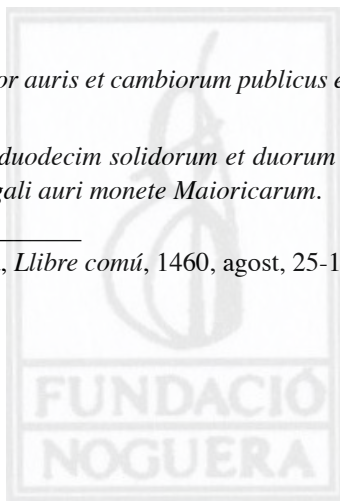 or auris et cambiorum publicus e
duodecim solidorum et duorum
gali auri monete Maioricarum.
, Llibre comú, 1460, agost, 25-1
FUNDACIÓ
NOGUERA